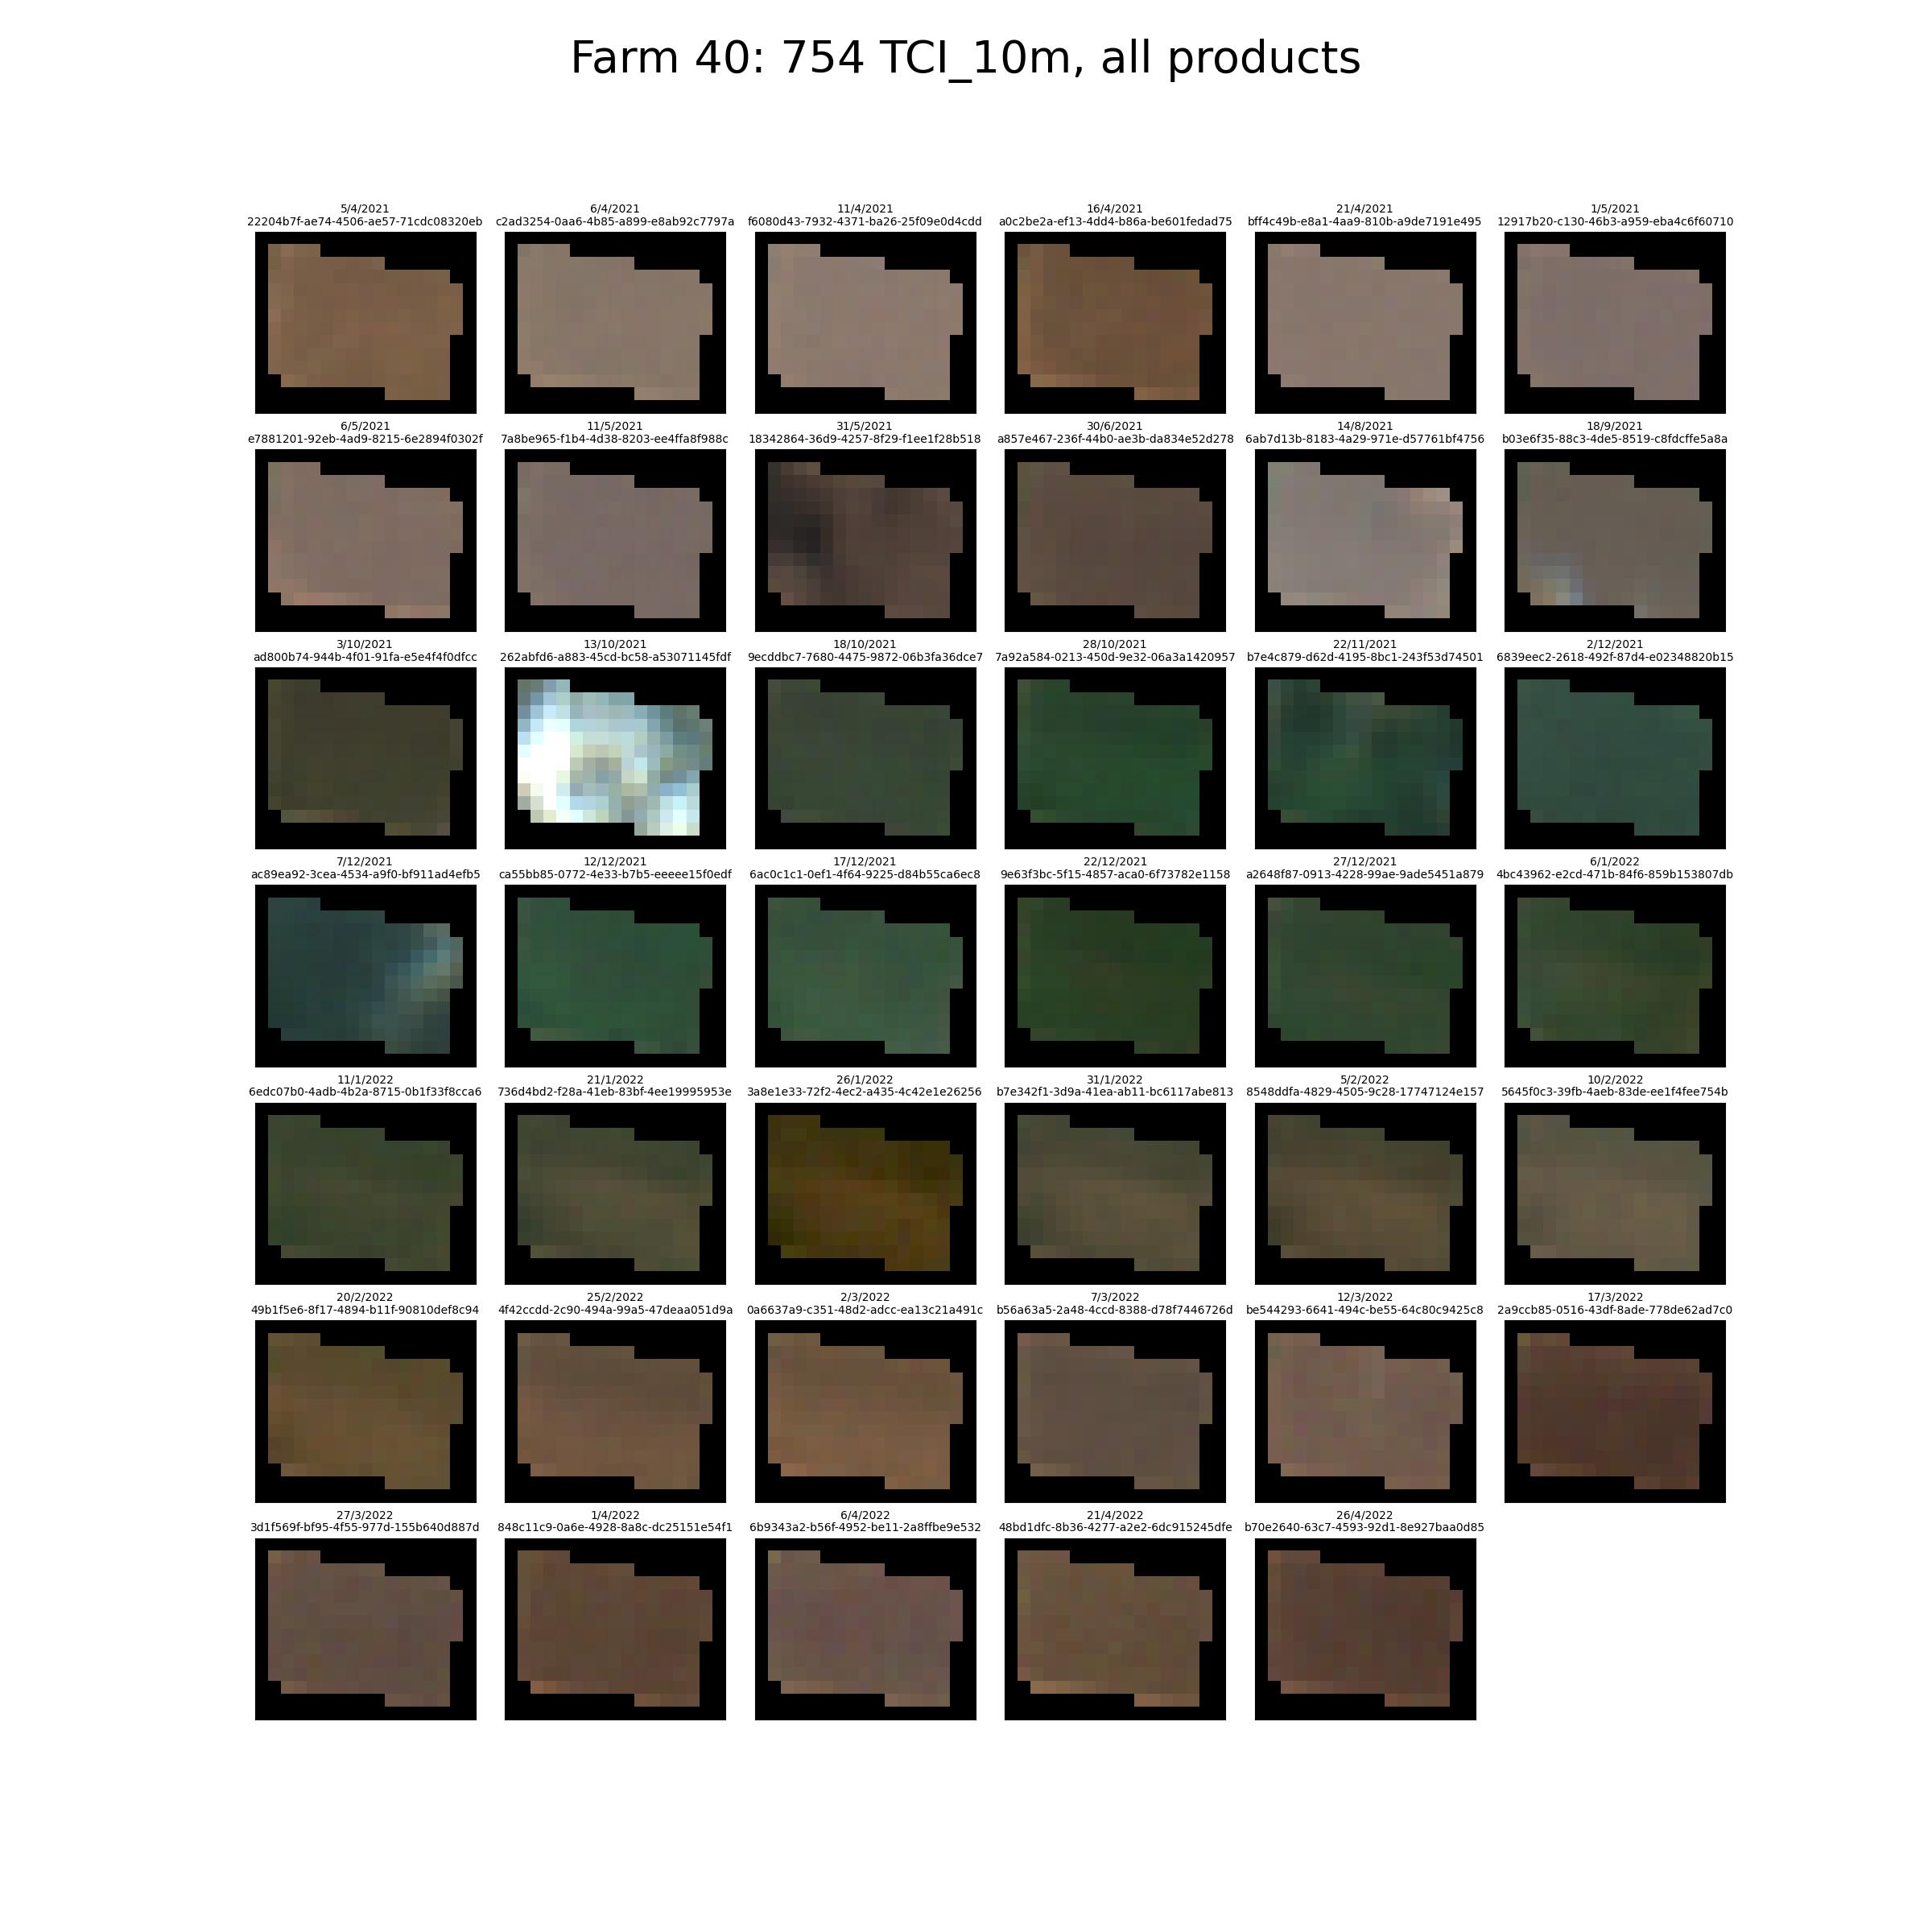 Farm 40: 754 TCI_10m, all products
5/4/2021 6/4/2021 11/4/2021 16/4/2021 21/4/2021 1/5/2021
22204b7f-ae74-4506-ae57-71cdc08320eb c2ad3254-0aa6-4b85-a899-e8ab92c7797a f6080d43-7932-4371-ba26-25f09e0d4cdd a0c2be2a-ef13-4dd4-b86a-be601fedad75 bff4c49b-e8a1-4aa9-810b-a9de7191e495 12917b20-c130-46b3-a959-eba4c6f60710
6/5/2021 11/5/2021 31/5/2021 30/6/2021 14/8/2021 18/9/2021
e7881201-92eb-4ad9-8215-6e2894f0302f 7a8be965-f1b4-4d38-8203-ee4ffa8f988c 18342864-36d9-4257-8f29-f1ee1f28b518 a857e467-236f-44b0-ae3b-da834e52d278 6ab7d13b-8183-4a29-971e-d57761bf4756 b03e6f35-88c3-4de5-8519-c8fdcffe5a8a
3/10/2021 13/10/2021 18/10/2021 28/10/2021 22/11/2021 2/12/2021
ad800b74-944b-4f01-91fa-e5e4f4f0dfcc 262abfd6-a883-45cd-bc58-a53071145fdf 9ecddbc7-7680-4475-9872-06b3fa36dce7 7a92a584-0213-450d-9e32-06a3a1420957 b7e4c879-d62d-4195-8bc1-243f53d74501 6839eec2-2618-492f-87d4-e02348820b15
7/12/2021 12/12/2021 17/12/2021 22/12/2021 27/12/2021 6/1/2022
ac89ea92-3cea-4534-a9f0-bf911ad4efb5 ca55bb85-0772-4e33-b7b5-eeeee15f0edf 6ac0c1c1-0ef1-4f64-9225-d84b55ca6ec8 9e63f3bc-5f15-4857-aca0-6f73782e1158 a2648f87-0913-4228-99ae-9ade5451a879 4bc43962-e2cd-471b-84f6-859b153807db
11/1/2022 21/1/2022 26/1/2022 31/1/2022 5/2/2022 10/2/2022
6edc07b0-4adb-4b2a-8715-0b1f33f8cca6 736d4bd2-f28a-41eb-83bf-4ee19995953e 3a8e1e33-72f2-4ec2-a435-4c42e1e26256 b7e342f1-3d9a-41ea-ab11-bc6117abe813 8548ddfa-4829-4505-9c28-17747124e157 5645f0c3-39fb-4aeb-83de-ee1f4fee754b
20/2/2022 25/2/2022 2/3/2022 7/3/2022 12/3/2022 17/3/2022
49b1f5e6-8f17-4894-b11f-90810def8c94 4f42ccdd-2c90-494a-99a5-47deaa051d9a 0a6637a9-c351-48d2-adcc-ea13c21a491c b56a63a5-2a48-4ccd-8388-d78f7446726d be544293-6641-494c-be55-64c80c9425c8 2a9ccb85-0516-43df-8ade-778de62ad7c0
27/3/2022 1/4/2022 6/4/2022 21/4/2022 26/4/2022
3d1f569f-bf95-4f55-977d-155b640d887d 848c11c9-0a6e-4928-8a8c-dc25151e54f1 6b9343a2-b56f-4952-be11-2a8ffbe9e532 48bd1dfc-8b36-4277-a2e2-6dc915245dfe b70e2640-63c7-4593-92d1-8e927baa0d85